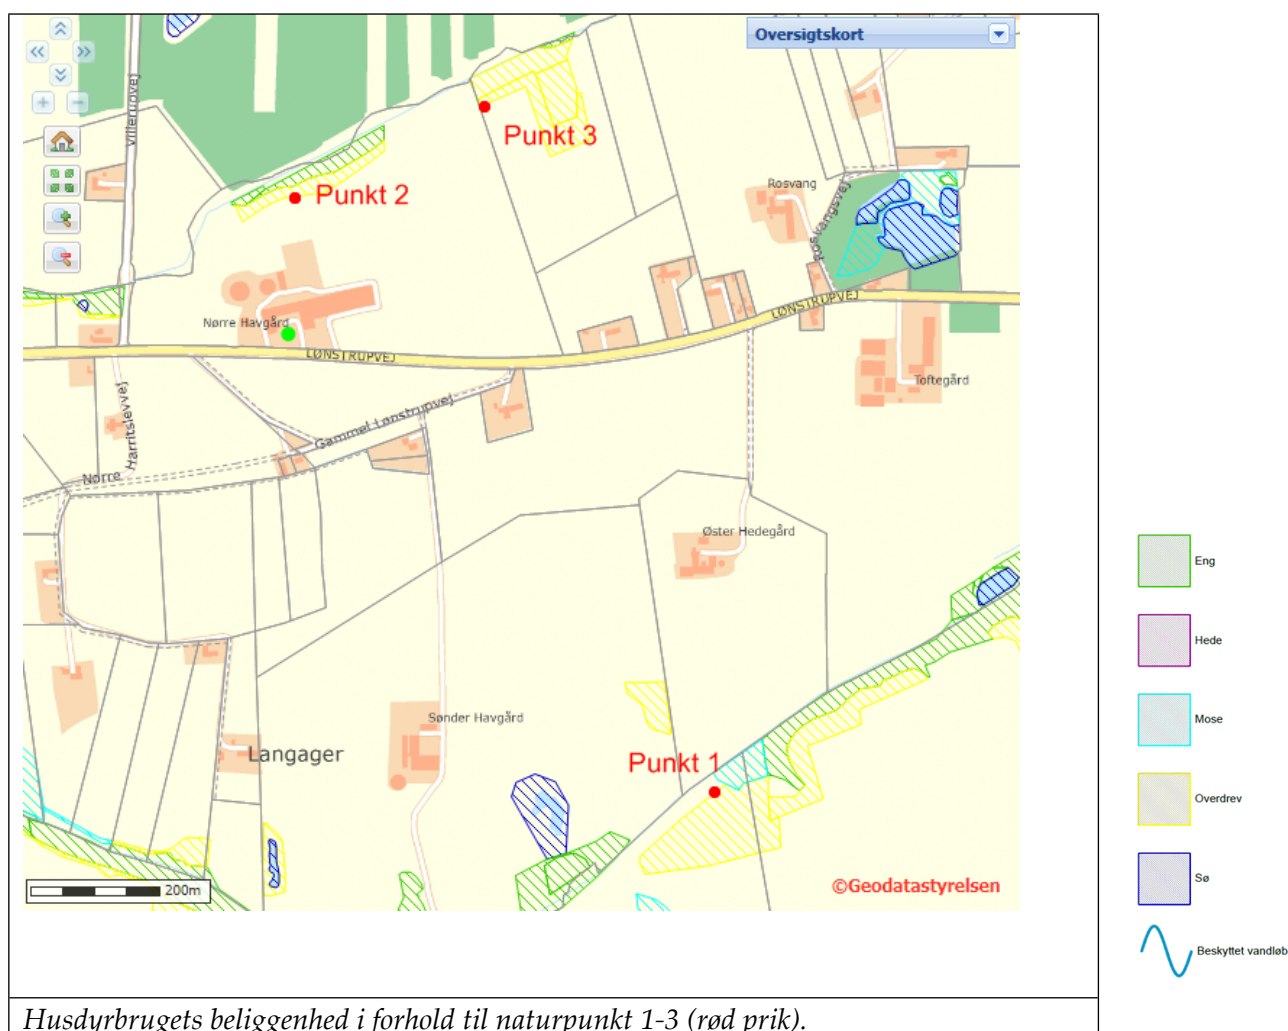 Oversigtskort
Villerupvej
Punkt 3
Punkt 2
Rosvang
Rosvangsvej
LØNSTRUPVEJ
Nørre Havgård
LØNSTRUPVEJ
Toftegård
Harritslevvej
Gammel Lønstrupvej
Nørre
Øster Hedegård
Sønder Havgård
Langager
Punkt 1
200m
©Geodatastyrelsen
Eng
Hede
Mose
Overdrev
Sø
Beskyttet vandløb
Husdyrbrugets beliggenhed i forhold til naturpunkt 1-3 (rød prik).